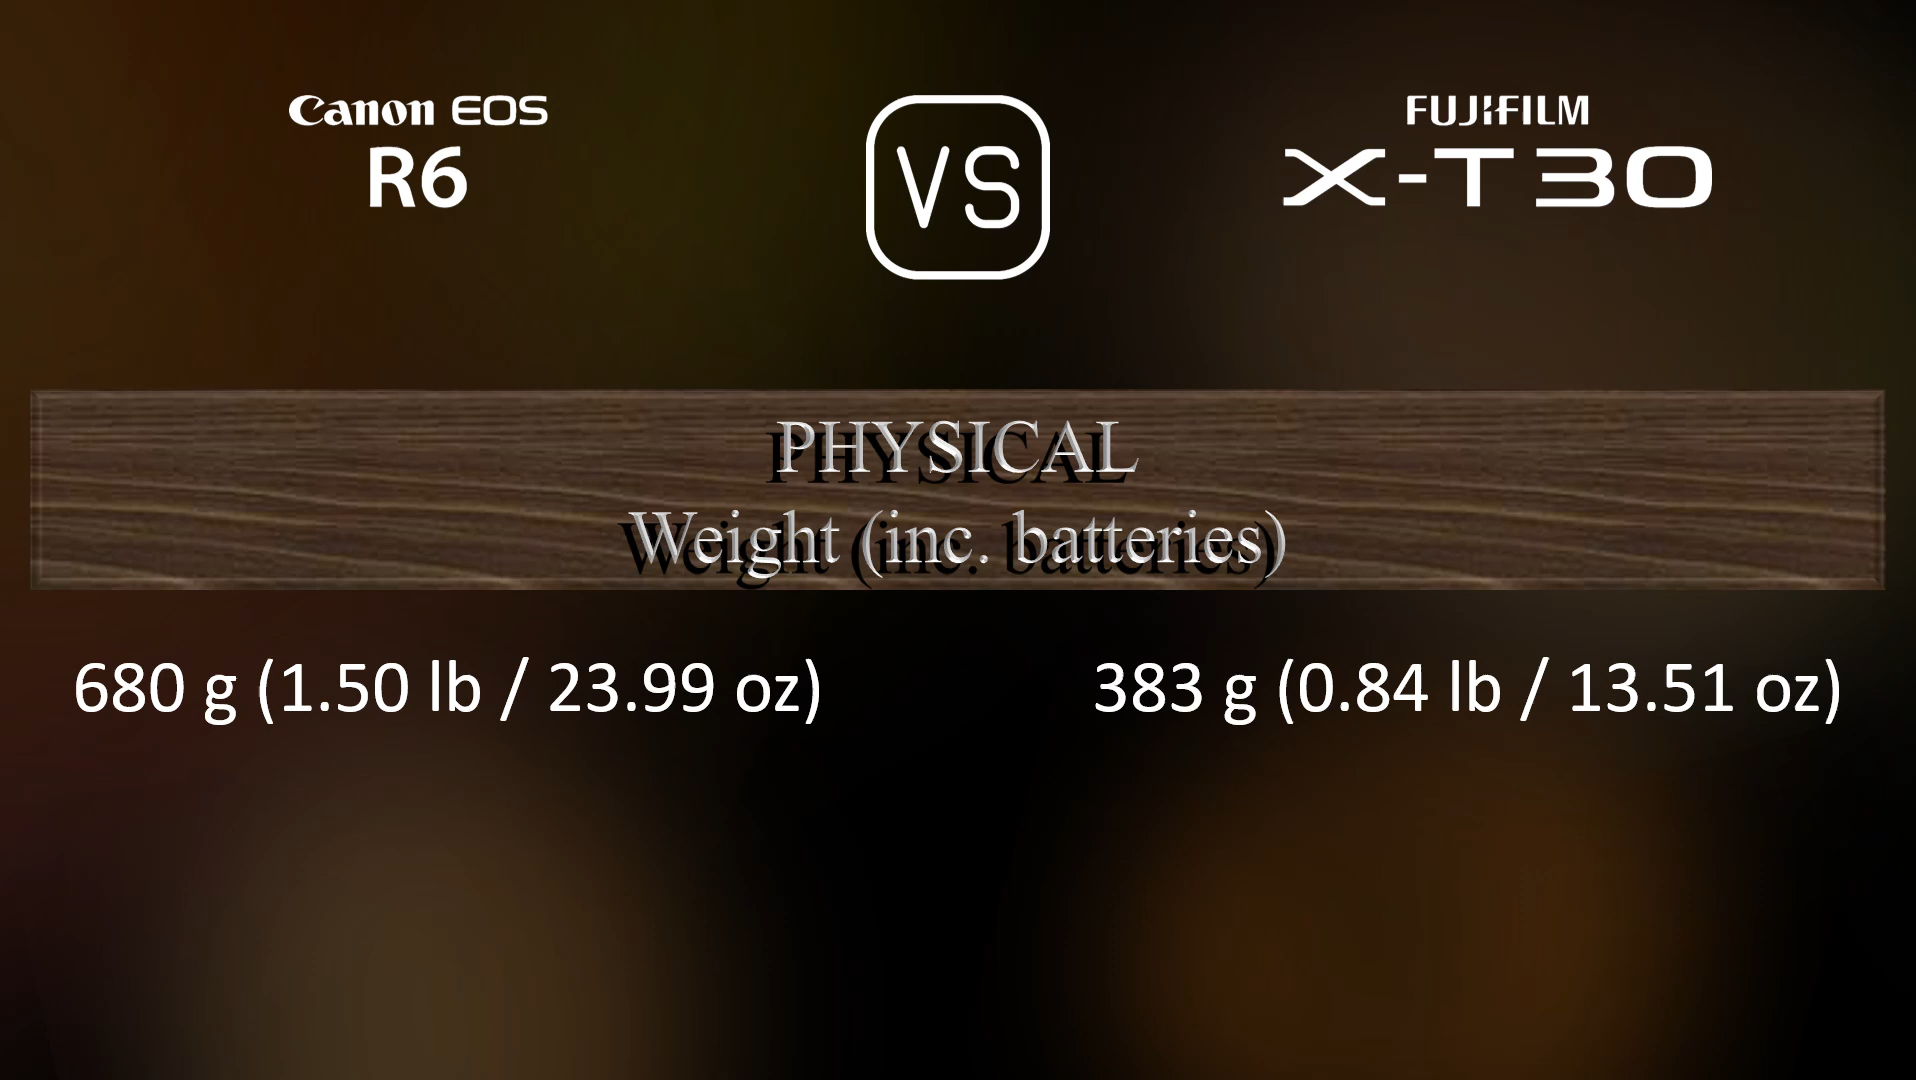 Canon EOS
R6
VS
FUJIFILM
X-T30
PHYSICAL
Weight (inc. batteries)
680 g (1.50 lb / 23.99 oz)
383 g (0.84 lb / 13.51 oz)